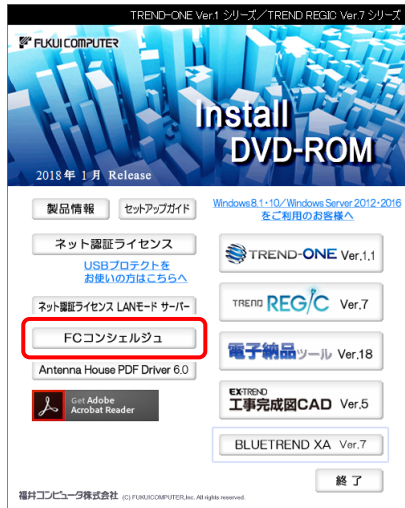 TREND-ONE Ver.1 シリーズ／TREND REGIC Ver.7 シリーズ
FUKUI COMPUTER
Install
DVD-ROM
2018年 1月 Release
製品情報
セットアップガイド
Windows8.1・10／Windows Server 2012・2016
をご利用のお客様へ
ネット認証ライセンス
USBプロテクトを
お使いの方はこちらへ
TREND-ONE Ver.1.1
ネット認証ライセンス LANモード サーバー
TREND REGIC Ver.7
FCコンシェルジュ
電子納品ツール Ver.18
Antenna House PDF Driver 6.0
Get Adobe
Acrobat Reader
EX-TREND
工事完成図CAD Ver.5
BLUETREND XA Ver.7
終了
福井コンピュータ株式会社 (C) FUKUICOMPUTER,Inc. All rights reserved.